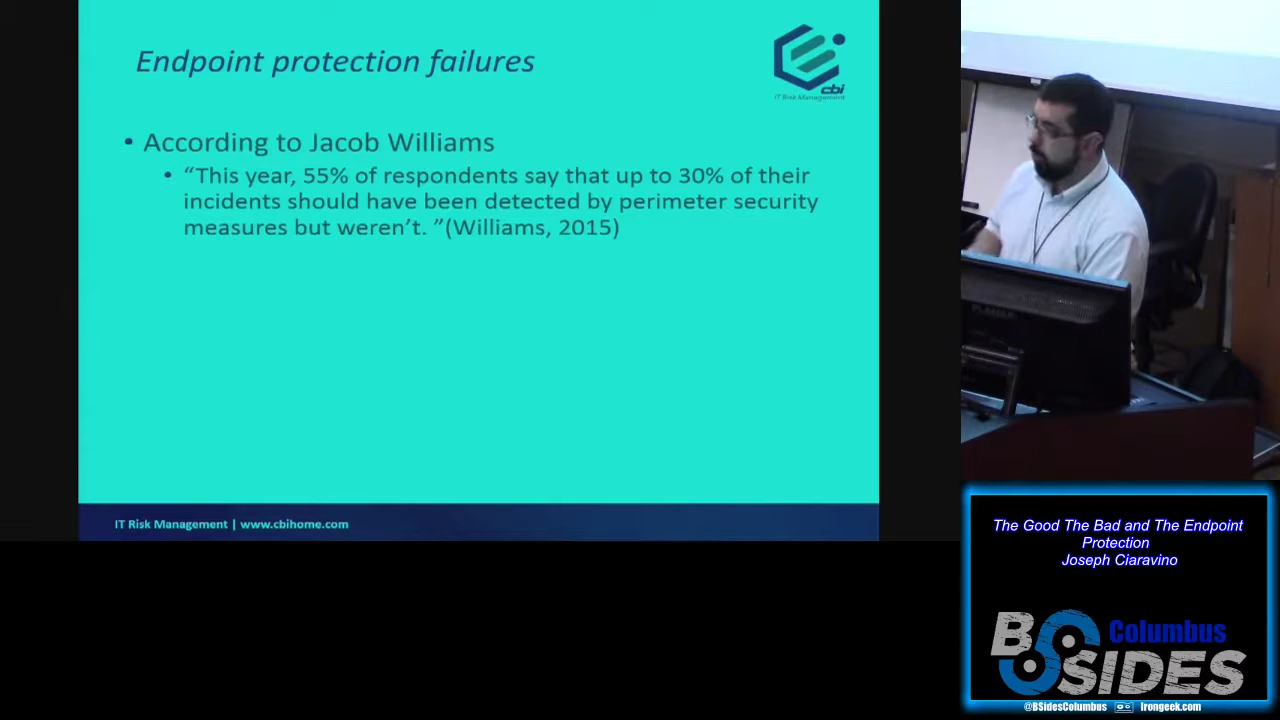 Endpoint protection failures
cbi
IT Risk Management
• According to Jacob Williams
• “This year, 55% of respondents say that up to 30% of their
incidents should have been detected by perimeter security
measures but weren’t. ”(Williams, 2015)
IT Risk Management | www.cbihome.com
The Good The Bad and The Endpoint
Protection
Joseph Ciaravino
BSIDES
Columbus
@BSidesColumbus
Irongeek.com